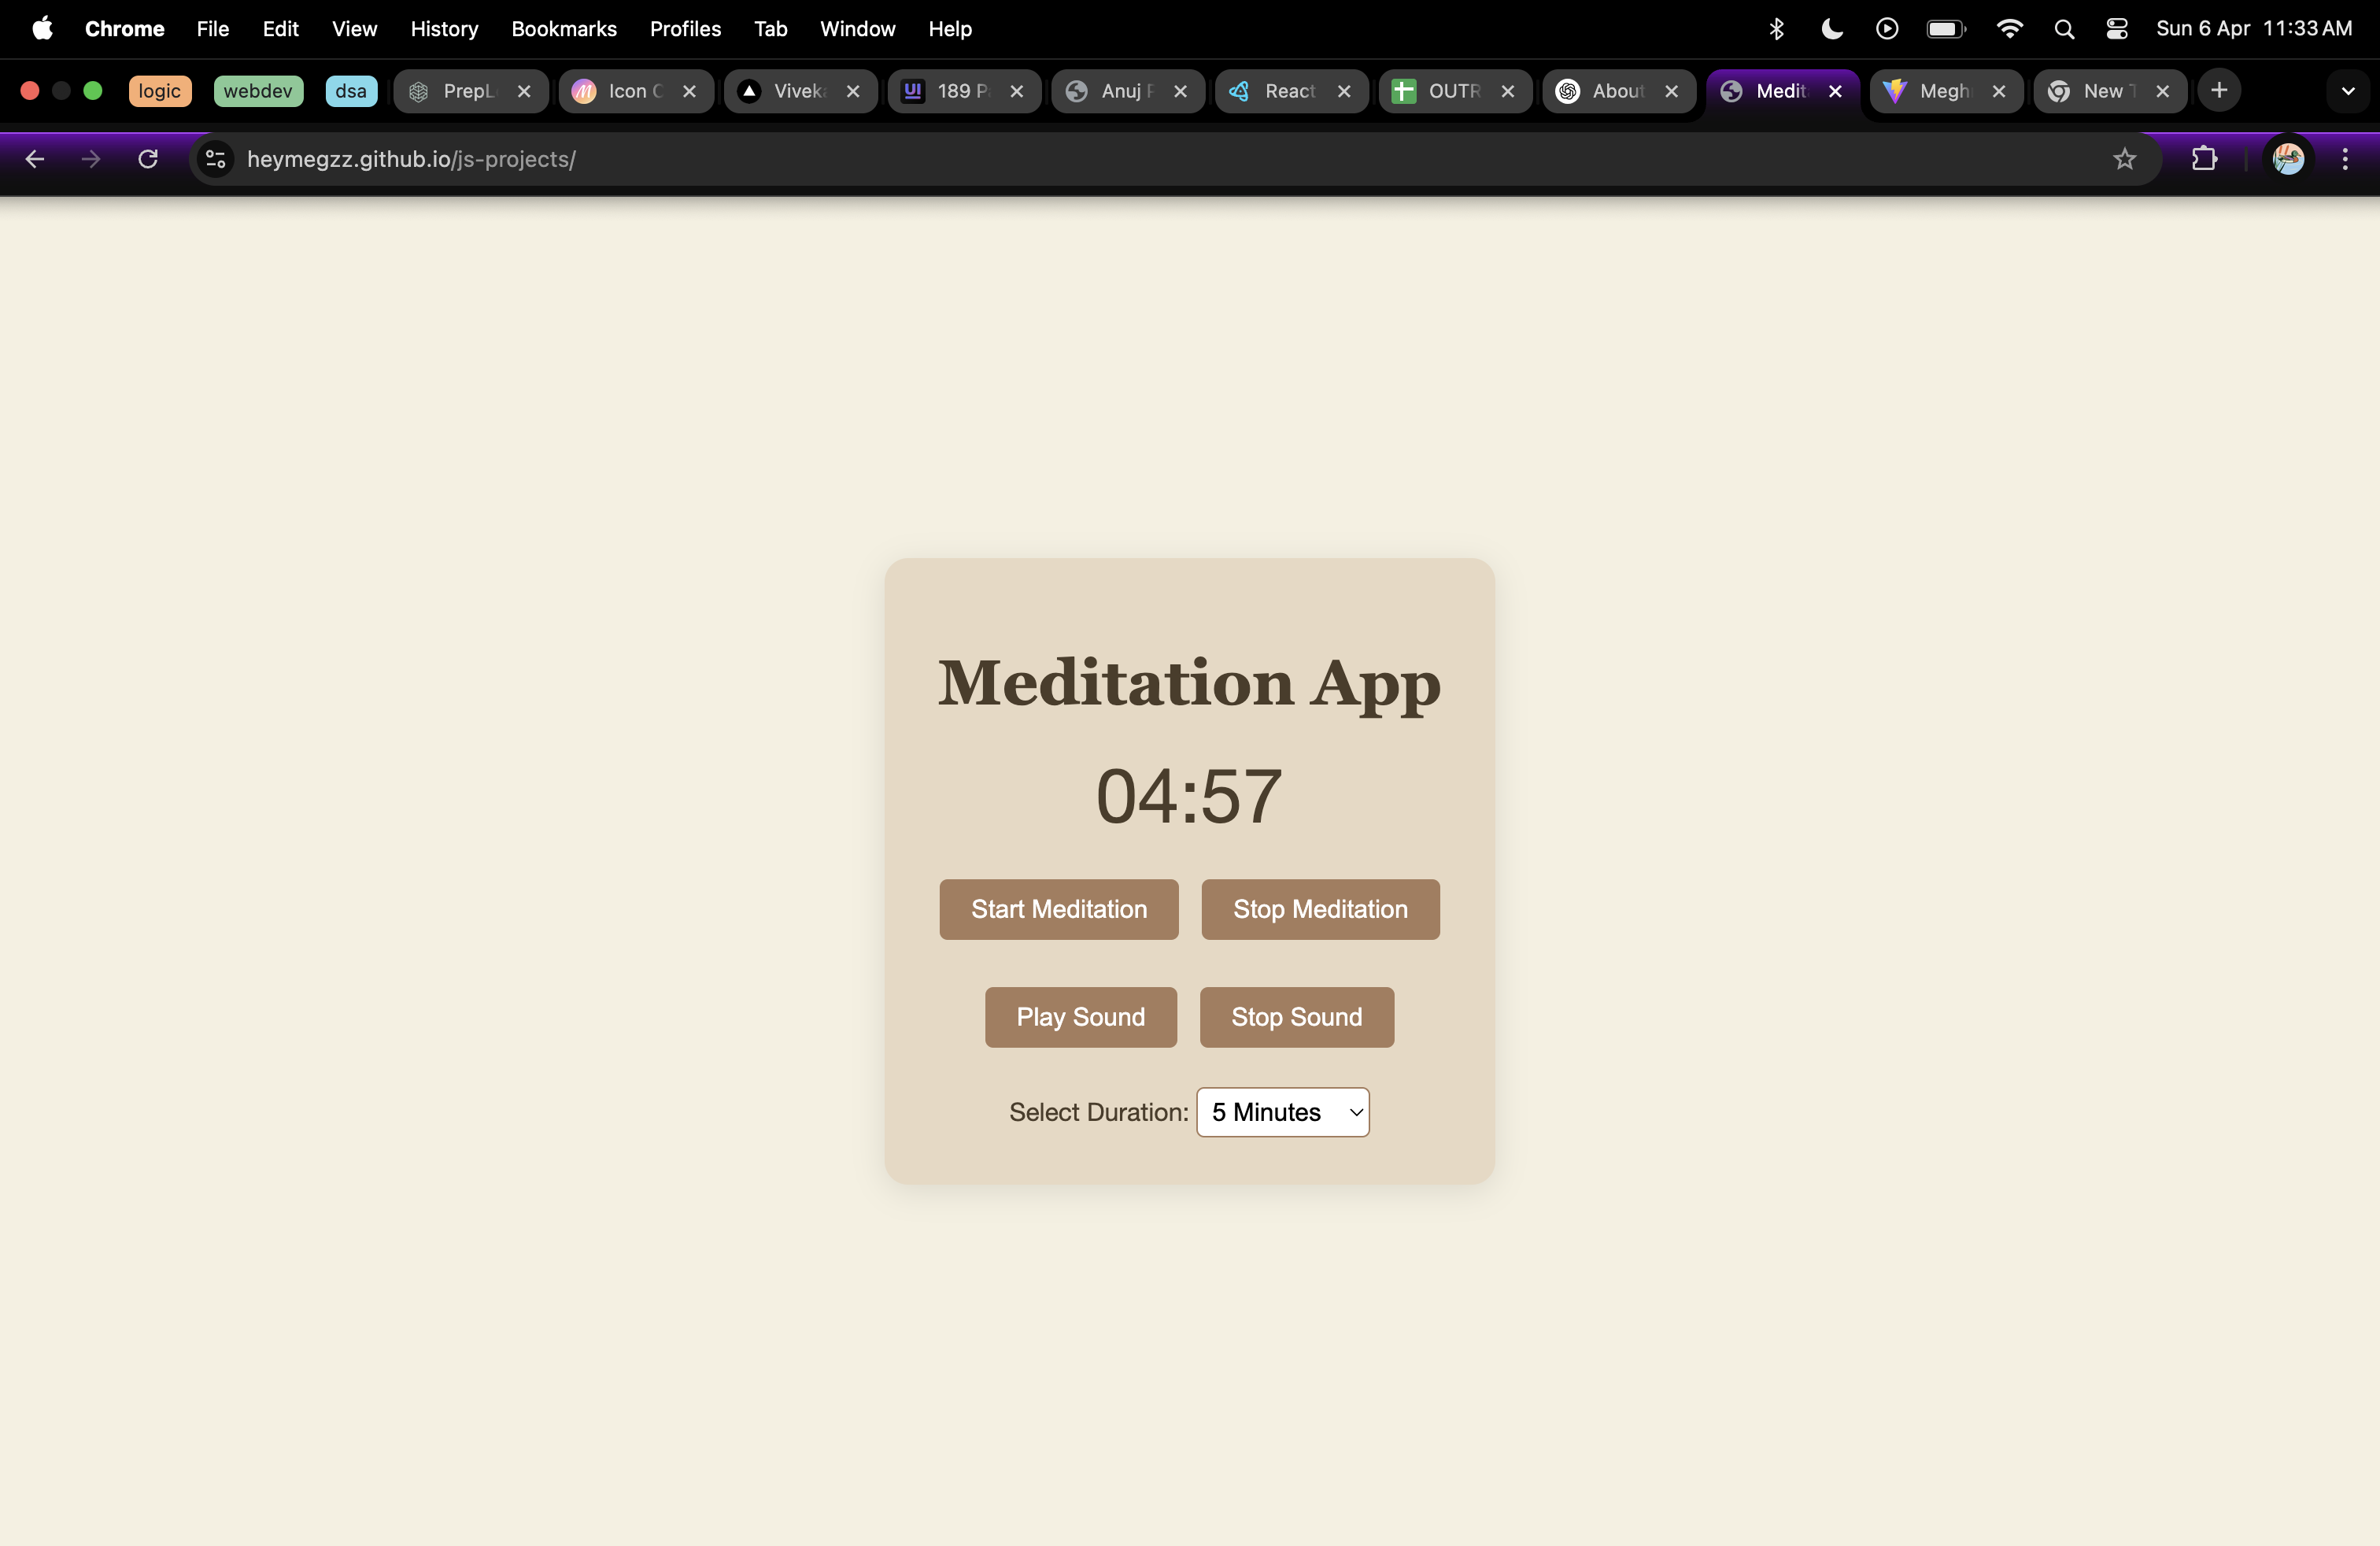 Chrome File Edit View History Bookmarks Profiles Tab Window Help Sun 6 Apr 11:33 AM
logic webdev dsa PrepL Icon C Vivek UI 189 P Anuj React OUTR About Medit Megh New T
heymegzz.github.io/js-projects/
Meditation App
04:57
Start Meditation Stop Meditation
Play Sound Stop Sound
Select Duration: 5 Minutes